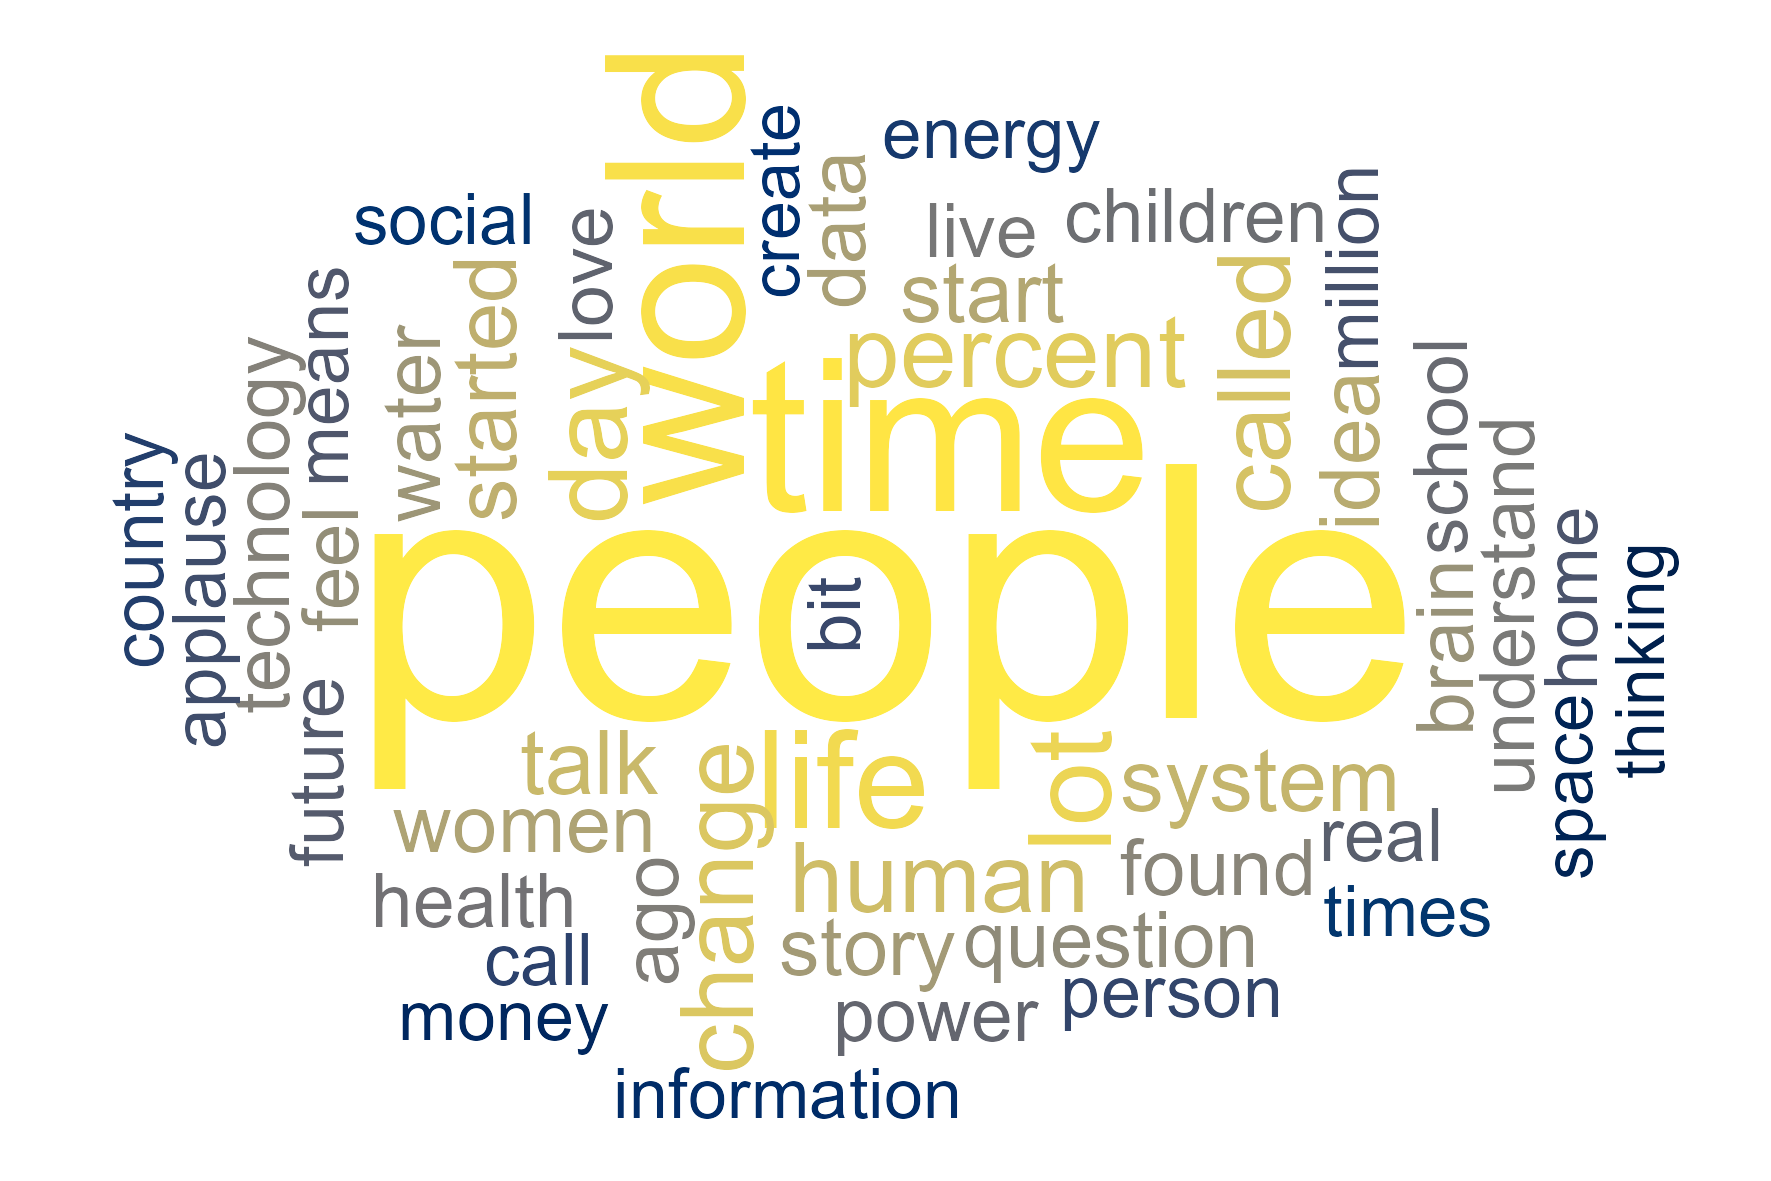 world
create
energy
data
social
love
live
children
million
started
start
means
water
technology
day
time
percent
called
idea
school
country
applause
feel
people
bit
brain
understand
home
thinking
future
space
talk
life
lot
system
women
change
real
human
found
health
ago
times
call
story
question
money
power
person
information